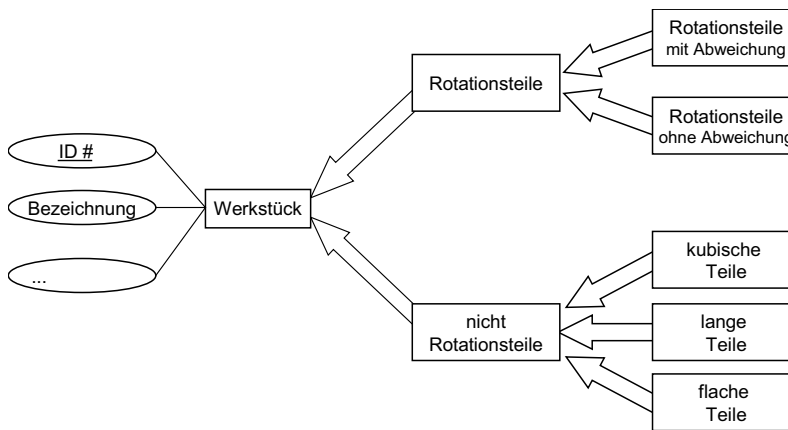 Rotationsteile
mit Abweichung
Rotationsteile
Rotationsteile
ohne Abweichung
ID #
Bezeichnung
Werkstück
...
kubische
Teile
nicht
Rotationsteile
lange
Teile
flache
Teile